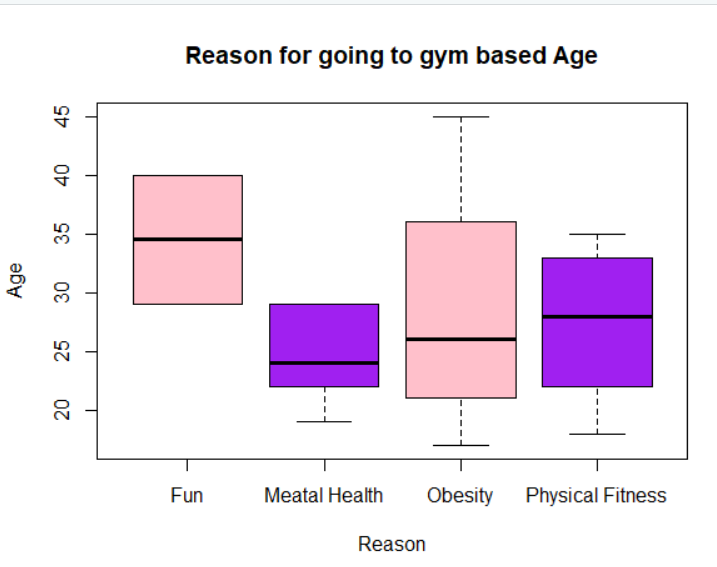 Reason for going to gym based Age
45
40
35
30
25
20
Age
Fun
Meatal Health
Obesity
Physical Fitness
Reason